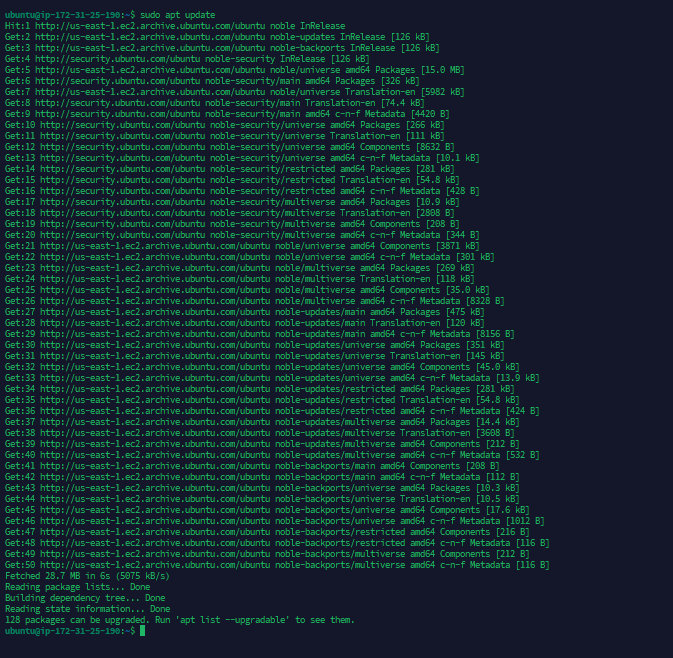 ubuntu@ip-172-31-25-190:~$ sudo apt update
Hit:1 http://us-east-1.ec2.archive.ubuntu.com/ubuntu noble InRelease
Get:2 http://us-east-1.ec2.archive.ubuntu.com/ubuntu noble-updates InRelease [126 kB]
Get:3 http://us-east-1.ec2.archive.ubuntu.com/ubuntu noble-backports InRelease [126 kB]
Get:4 http://security.ubuntu.com/ubuntu noble-security InRelease [126 kB]
Get:5 http://us-east-1.ec2.archive.ubuntu.com/ubuntu noble/universe amd64 Packages [15.0 MB]
Get:6 http://security.ubuntu.com/ubuntu noble-security/main amd64 Packages [326 kB]
Get:7 http://us-east-1.ec2.archive.ubuntu.com/ubuntu noble/universe Translation-en [5982 kB]
Get:8 http://security.ubuntu.com/ubuntu noble-security/main Translation-en [74.4 kB]
Get:9 http://security.ubuntu.com/ubuntu noble-security/main amd64 c-n-f Metadata [4420 B]
Get:10 http://security.ubuntu.com/ubuntu noble-security/universe amd64 Packages [266 kB]
Get:11 http://security.ubuntu.com/ubuntu noble-security/universe Translation-en [111 kB]
Get:12 http://security.ubuntu.com/ubuntu noble-security/universe amd64 Components [8632 B]
Get:13 http://security.ubuntu.com/ubuntu noble-security/universe amd64 c-n-f Metadata [10.1 kB]
Get:14 http://security.ubuntu.com/ubuntu noble-security/restricted amd64 Packages [281 kB]
Get:15 http://security.ubuntu.com/ubuntu noble-security/restricted Translation-en [54.8 kB]
Get:16 http://security.ubuntu.com/ubuntu noble-security/restricted amd64 c-n-f Metadata [428 B]
Get:17 http://security.ubuntu.com/ubuntu noble-security/multiverse amd64 Packages [10.9 kB]
Get:18 http://security.ubuntu.com/ubuntu noble-security/multiverse Translation-en [2808 B]
Get:19 http://security.ubuntu.com/ubuntu noble-security/multiverse amd64 Components [208 B]
Get:20 http://security.ubuntu.com/ubuntu noble-security/multiverse amd64 c-n-f Metadata [344 B]
Get:21 http://us-east-1.ec2.archive.ubuntu.com/ubuntu noble/universe amd64 Components [3871 kB]
Get:22 http://us-east-1.ec2.archive.ubuntu.com/ubuntu noble/universe amd64 c-n-f Metadata [301 kB]
Get:23 http://us-east-1.ec2.archive.ubuntu.com/ubuntu noble/multiverse amd64 Packages [269 kB]
Get:24 http://us-east-1.ec2.archive.ubuntu.com/ubuntu noble/multiverse Translation-en [118 kB]
Get:25 http://us-east-1.ec2.archive.ubuntu.com/ubuntu noble/multiverse amd64 Components [35.0 kB]
Get:26 http://us-east-1.ec2.archive.ubuntu.com/ubuntu noble/multiverse amd64 c-n-f Metadata [8328 B]
Get:27 http://us-east-1.ec2.archive.ubuntu.com/ubuntu noble-updates/main amd64 Packages [475 kB]
Get:28 http://us-east-1.ec2.archive.ubuntu.com/ubuntu noble-updates/main Translation-en [120 kB]
Get:29 http://us-east-1.ec2.archive.ubuntu.com/ubuntu noble-updates/main amd64 c-n-f Metadata [8156 B]
Get:30 http://us-east-1.ec2.archive.ubuntu.com/ubuntu noble-updates/universe amd64 Packages [351 kB]
Get:31 http://us-east-1.ec2.archive.ubuntu.com/ubuntu noble-updates/universe Translation-en [145 kB]
Get:32 http://us-east-1.ec2.archive.ubuntu.com/ubuntu noble-updates/universe amd64 Components [45.0 kB]
Get:33 http://us-east-1.ec2.archive.ubuntu.com/ubuntu noble-updates/universe amd64 c-n-f Metadata [13.9 kB]
Get:34 http://us-east-1.ec2.archive.ubuntu.com/ubuntu noble-updates/restricted amd64 Packages [281 kB]
Get:35 http://us-east-1.ec2.archive.ubuntu.com/ubuntu noble-updates/restricted Translation-en [54.8 kB]
Get:36 http://us-east-1.ec2.archive.ubuntu.com/ubuntu noble-updates/restricted amd64 c-n-f Metadata [424 B]
Get:37 http://us-east-1.ec2.archive.ubuntu.com/ubuntu noble-updates/multiverse amd64 Packages [14.4 kB]
Get:38 http://us-east-1.ec2.archive.ubuntu.com/ubuntu noble-updates/multiverse Translation-en [3608 B]
Get:39 http://us-east-1.ec2.archive.ubuntu.com/ubuntu noble-updates/multiverse amd64 Components [212 B]
Get:40 http://us-east-1.ec2.archive.ubuntu.com/ubuntu noble-updates/multiverse amd64 c-n-f Metadata [532 B]
Get:41 http://us-east-1.ec2.archive.ubuntu.com/ubuntu noble-backports/main amd64 Components [208 B]
Get:42 http://us-east-1.ec2.archive.ubuntu.com/ubuntu noble-backports/main amd64 c-n-f Metadata [112 B]
Get:43 http://us-east-1.ec2.archive.ubuntu.com/ubuntu noble-backports/universe amd64 Packages [10.3 kB]
Get:44 http://us-east-1.ec2.archive.ubuntu.com/ubuntu noble-backports/universe Translation-en [10.5 kB]
Get:45 http://us-east-1.ec2.archive.ubuntu.com/ubuntu noble-backports/universe amd64 Components [17.6 kB]
Get:46 http://us-east-1.ec2.archive.ubuntu.com/ubuntu noble-backports/universe amd64 c-n-f Metadata [1012 B]
Get:47 http://us-east-1.ec2.archive.ubuntu.com/ubuntu noble-backports/restricted amd64 Components [216 B]
Get:48 http://us-east-1.ec2.archive.ubuntu.com/ubuntu noble-backports/restricted amd64 c-n-f Metadata [116 B]
Get:49 http://us-east-1.ec2.archive.ubuntu.com/ubuntu noble-backports/multiverse amd64 Components [212 B]
Get:50 http://us-east-1.ec2.archive.ubuntu.com/ubuntu noble-backports/multiverse amd64 c-n-f Metadata [116 B]
Fetched 28.7 MB in 6s (5075 kB/s)
Reading package lists... Done
Building dependency tree... Done
Reading state information... Done
128 packages can be upgraded. Run 'apt list --upgradable' to see them.
ubuntu@ip-172-31-25-190:~$